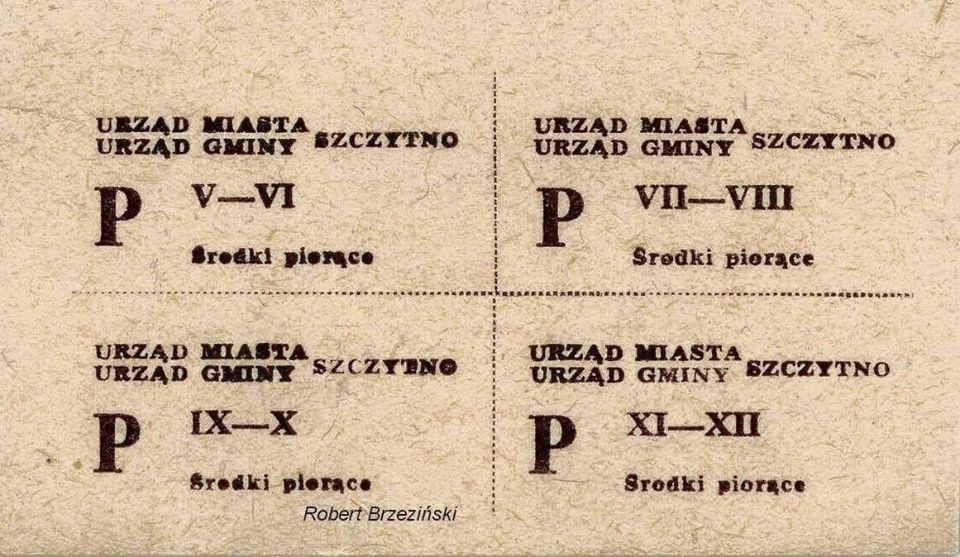 URZĄD MIASTA
URZĄD GMINY SZCZYTNO
P V—VI
Środki piorące
URZĄD MIASTA
URZĄD GMINY SZCZYTNO
P VII—VIII
Środki piorące
URZĄD MIASTA
URZĄD GMINY SZCZYTNO
P IX—X
Środki piorące
URZĄD MIASTA
URZĄD GMINY SZCZYTNO
P XI—XII
Środki piorące
Robert Brzeziński